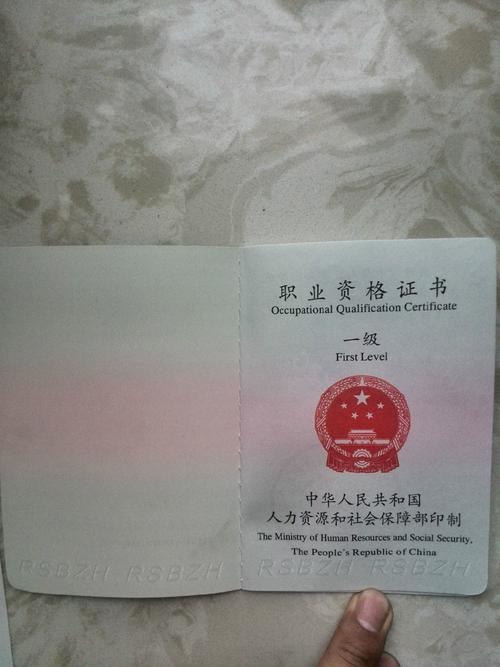 职业资格证书
Occupational Qualification Certificate
一级
First Level
中华人民共和国
人力资源和社会保障部印制
The Ministry of Human Resources and Social Security,
The People's Republic of China
RSBZH RSBZH RSBZH RSBZH